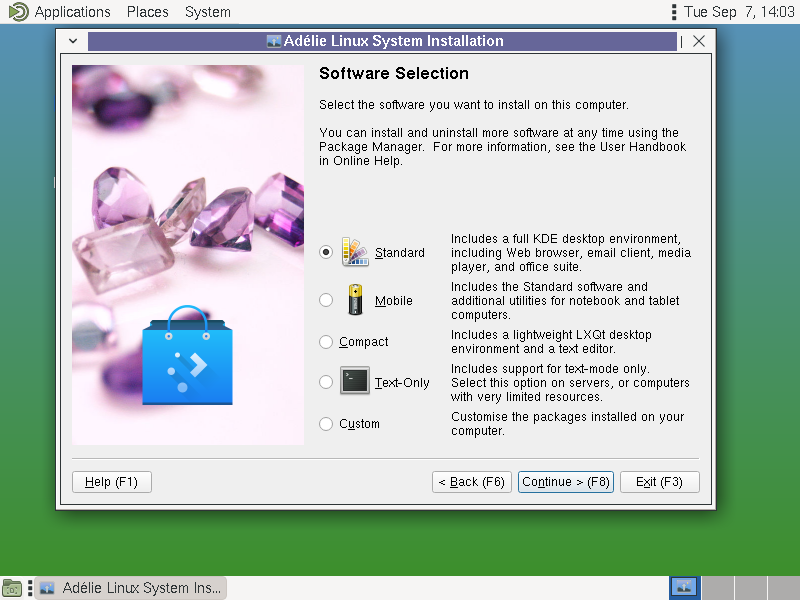 Applications Places System
Tue Sep 7, 14:03
Adélie Linux System Installation
Software Selection
Select the software you want to install on this computer.
You can install and uninstall more software at any time using the
Package Manager. For more information, see the User Handbook
in Online Help.
Standard
Includes a full KDE desktop environment,
including Web browser, email client, media
player, and office suite.
Mobile
Includes the Standard software and
additional utilities for notebook and tablet
computers.
Compact
Includes a lightweight LXQt desktop
environment and a text editor.
Text-Only
Includes support for text-mode only.
Select this option on servers, or computers
with very limited resources.
Custom
Customise the packages installed on your
computer.
Help (F1)
< Back (F6)
Continue > (F8)
Exit (F3)
Adélie Linux System Ins...